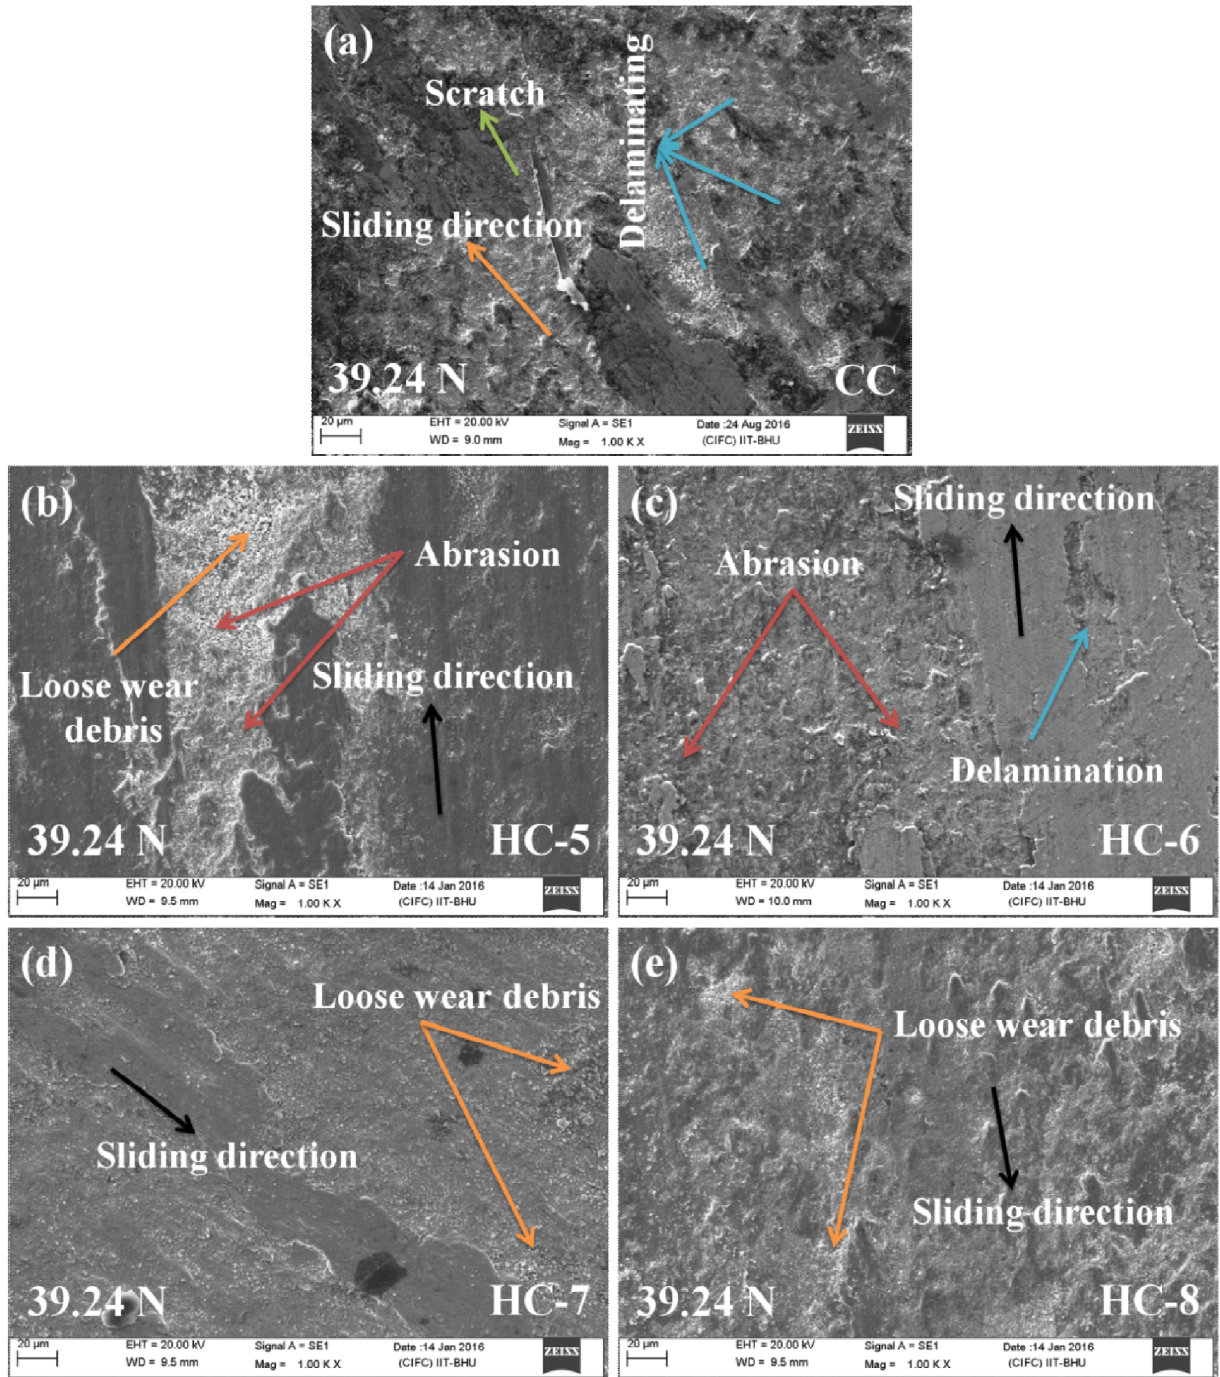 (a)
Scratch
Delaminating
Sliding direction
39.24 N
CC
20 µm
EHT = 20.00 kV
Signal A = SE1
Date :24 Aug 2016
WD = 9.0 mm
Mag = 1.00 K X
(CIFC) IIT-BHU
ZEISS
(b)
Abrasion
Loose wear
debris
Sliding direction
39.24 N
HC-5
20 µm
EHT = 20.00 kV
Signal A = SE1
Date :14 Jan 2016
WD = 9.5 mm
Mag = 1.00 K X
(CIFC) IIT-BHU
ZEISS
(c)
Sliding direction
Abrasion
Delamination
39.24 N
HC-6
20 µm
EHT = 20.00 kV
Signal A = SE1
Date :14 Jan 2016
WD = 10.0 mm
Mag = 1.00 K X
(CIFC) IIT-BHU
ZEISS
(d)
Loose wear debris
Sliding direction
39.24 N
HC-7
20 µm
EHT = 20.00 kV
Signal A = SE1
Date :14 Jan 2016
WD = 9.5 mm
Mag = 1.00 K X
(CIFC) IIT-BHU
ZEISS
(e)
Loose wear debris
Sliding direction
39.24 N
HC-8
20 µm
EHT = 20.00 kV
Signal A = SE1
Date :14 Jan 2016
WD = 9.5 mm
Mag = 1.00 K X
(CIFC) IIT-BHU
ZEISS